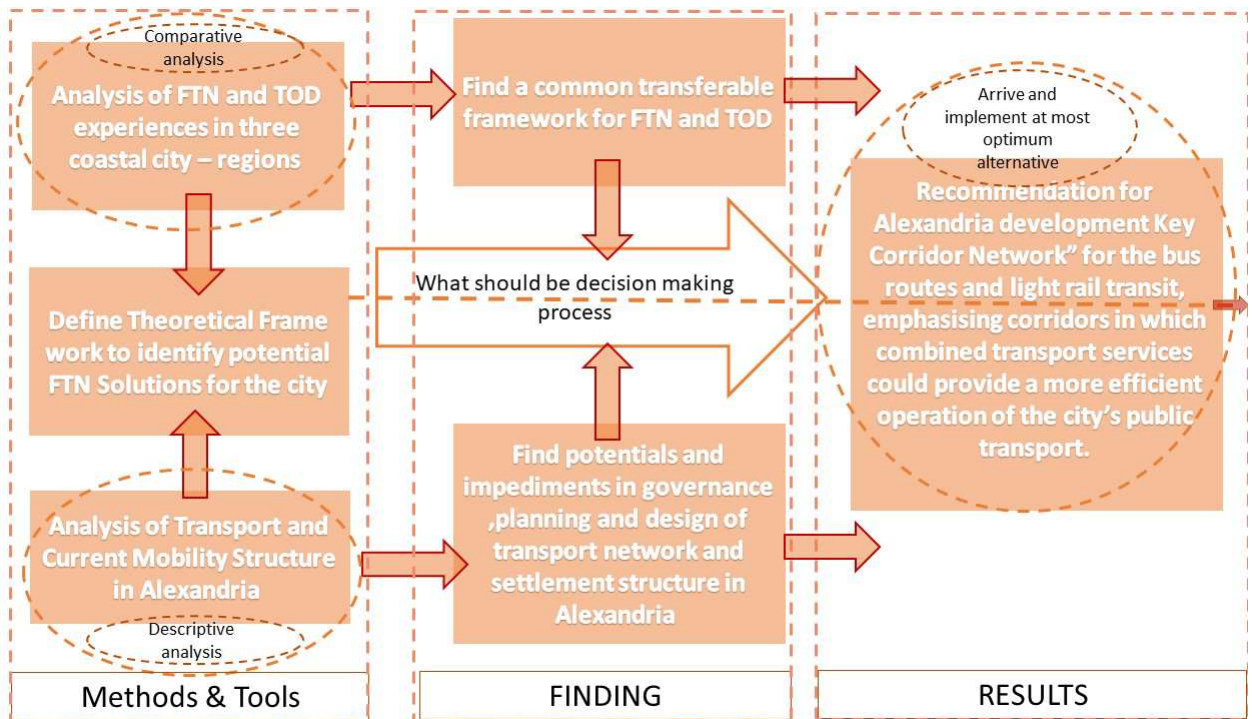 Comparative
analysis
Analysis of FTN and TOD
experiences in three
coastal city – regions
Define Theoretical Frame
work to identify potential
FTN Solutions for the city
Analysis of Transport and
Current Mobility Structure
in Alexandria
Descriptive
analysis
Methods & Tools
Find a common transferable
framework for FTN and TOD
What should be decision making
process
Find potentials and
impediments in governance
,planning and design of
transport network and
settlement structure in
Alexandria
FINDING
Arrive and
implement at most
optimum
alternative
Recommendation for
Alexandria development Key
Corridor Network” for the bus
routes and light rail transit,
emphasising corridors in which
combined transport services
could provide a more efficient
operation of the city’s public
transport.
RESULTS